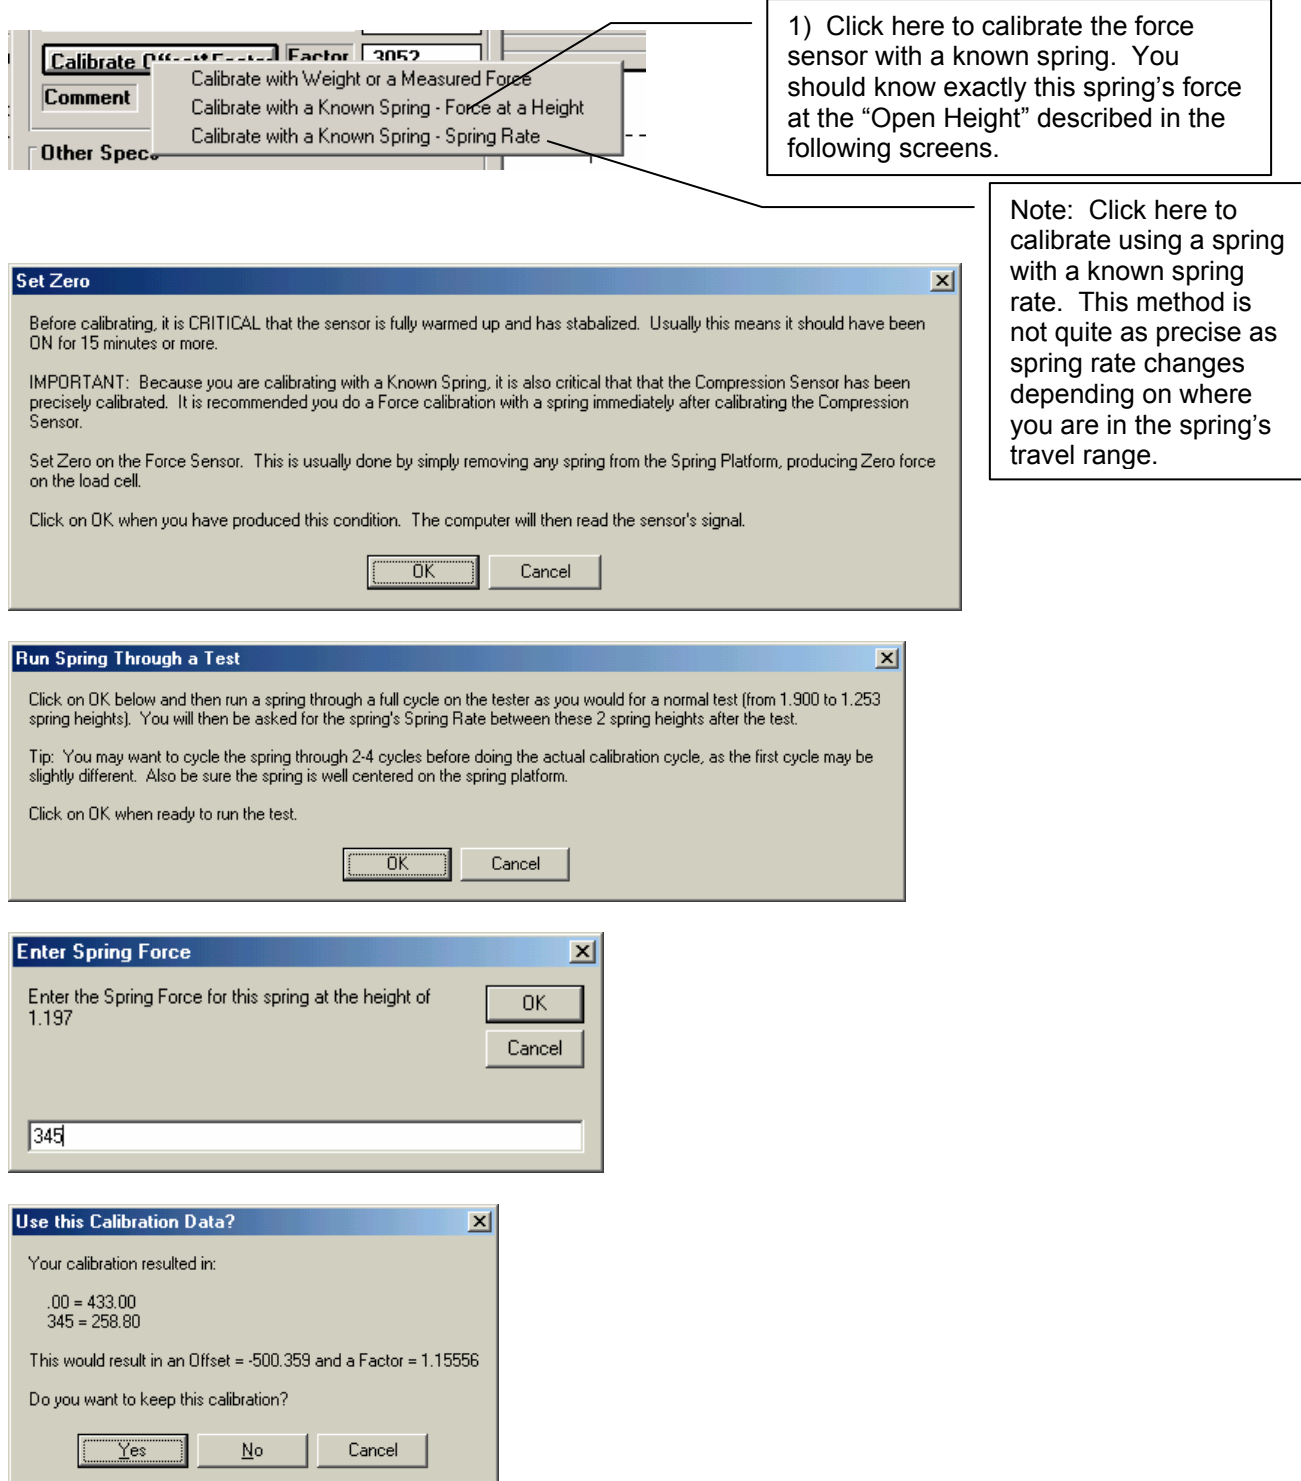 Calibrate Offset* Factor Factor .3052
Comment
Other Specs
Calibrate with Weight or a Measured Force
Calibrate with a Known Spring - Force at a Height
Calibrate with a Known Spring - Spring Rate
1)  Click here to calibrate the force
sensor with a known spring.  You
should know exactly this spring’s force
at the “Open Height” described in the
following screens.
Note:  Click here to
calibrate using a spring
with a known spring
rate.  This method is
not quite as precise as
spring rate changes
depending on where
you are in the spring’s
travel range.
Set Zero
Before calibrating, it is CRITICAL that the sensor is fully warmed up and has stabalized.  Usually this means it should have been
ON for 15 minutes or more.
IMPORTANT:  Because you are calibrating with a Known Spring, it is also critical that that the Compression Sensor has been
precisely calibrated.  It is recommended you do a Force calibration with a spring immediately after calibrating the Compression
Sensor.
Set Zero on the Force Sensor.  This is usually done by simply removing any spring from the Spring Platform, producing Zero force
on the load cell.
Click on OK when you have produced this condition.  The computer will then read the sensor's signal.
OK Cancel
Run Spring Through a Test
Click on OK below and then run a spring through a full cycle on the tester as you would for a normal test (from 1.900 to 1.253
spring heights).  You will then be asked for the spring's Spring Rate between these 2 spring heights after the test.
Tip:  You may want to cycle the spring through 2-4 cycles before doing the actual calibration cycle, as the first cycle may be
slightly different.  Also be sure the spring is well centered on the spring platform.
Click on OK when ready to run the test.
OK Cancel
Enter Spring Force
Enter the Spring Force for this spring at the height of
1.197
OK
Cancel
345
Use this Calibration Data?
Your calibration resulted in:
.00 = 433.00
345 = 258.80
This would result in an Offset = -500.359 and a Factor = 1.15556
Do you want to keep this calibration?
Yes No Cancel